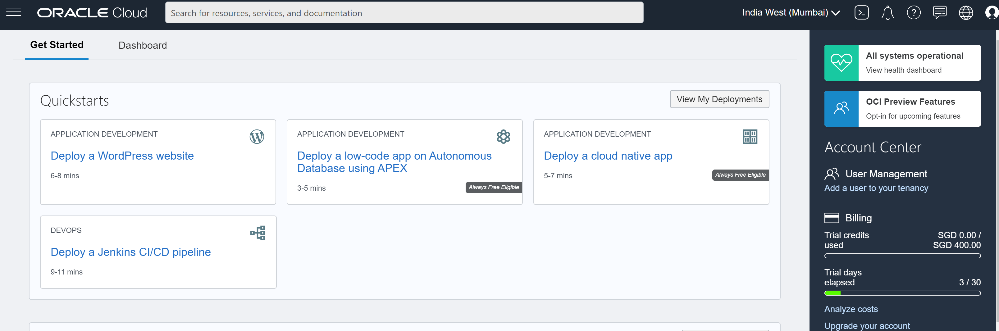 ORACLE Cloud
Search for resources, services, and documentation
India West (Mumbai)
Get Started
Dashboard
Quickstarts
View My Deployments
APPLICATION DEVELOPMENT
Deploy a WordPress website
6-8 mins
APPLICATION DEVELOPMENT
Deploy a low-code app on Autonomous
Database using APEX
3-5 mins
Always Free Eligible
APPLICATION DEVELOPMENT
Deploy a cloud native app
5-7 mins
Always Free Eligible
DEVOPS
Deploy a Jenkins CI/CD pipeline
9-11 mins
All systems operational
View health dashboard
OCI Preview Features
Opt-in for upcoming features
Account Center
User Management
Add a user to your tenancy
Billing
Trial credits used
SGD 0.00 /
SGD 400.00
Trial days elapsed
3 / 30
Analyze costs
Upgrade your account